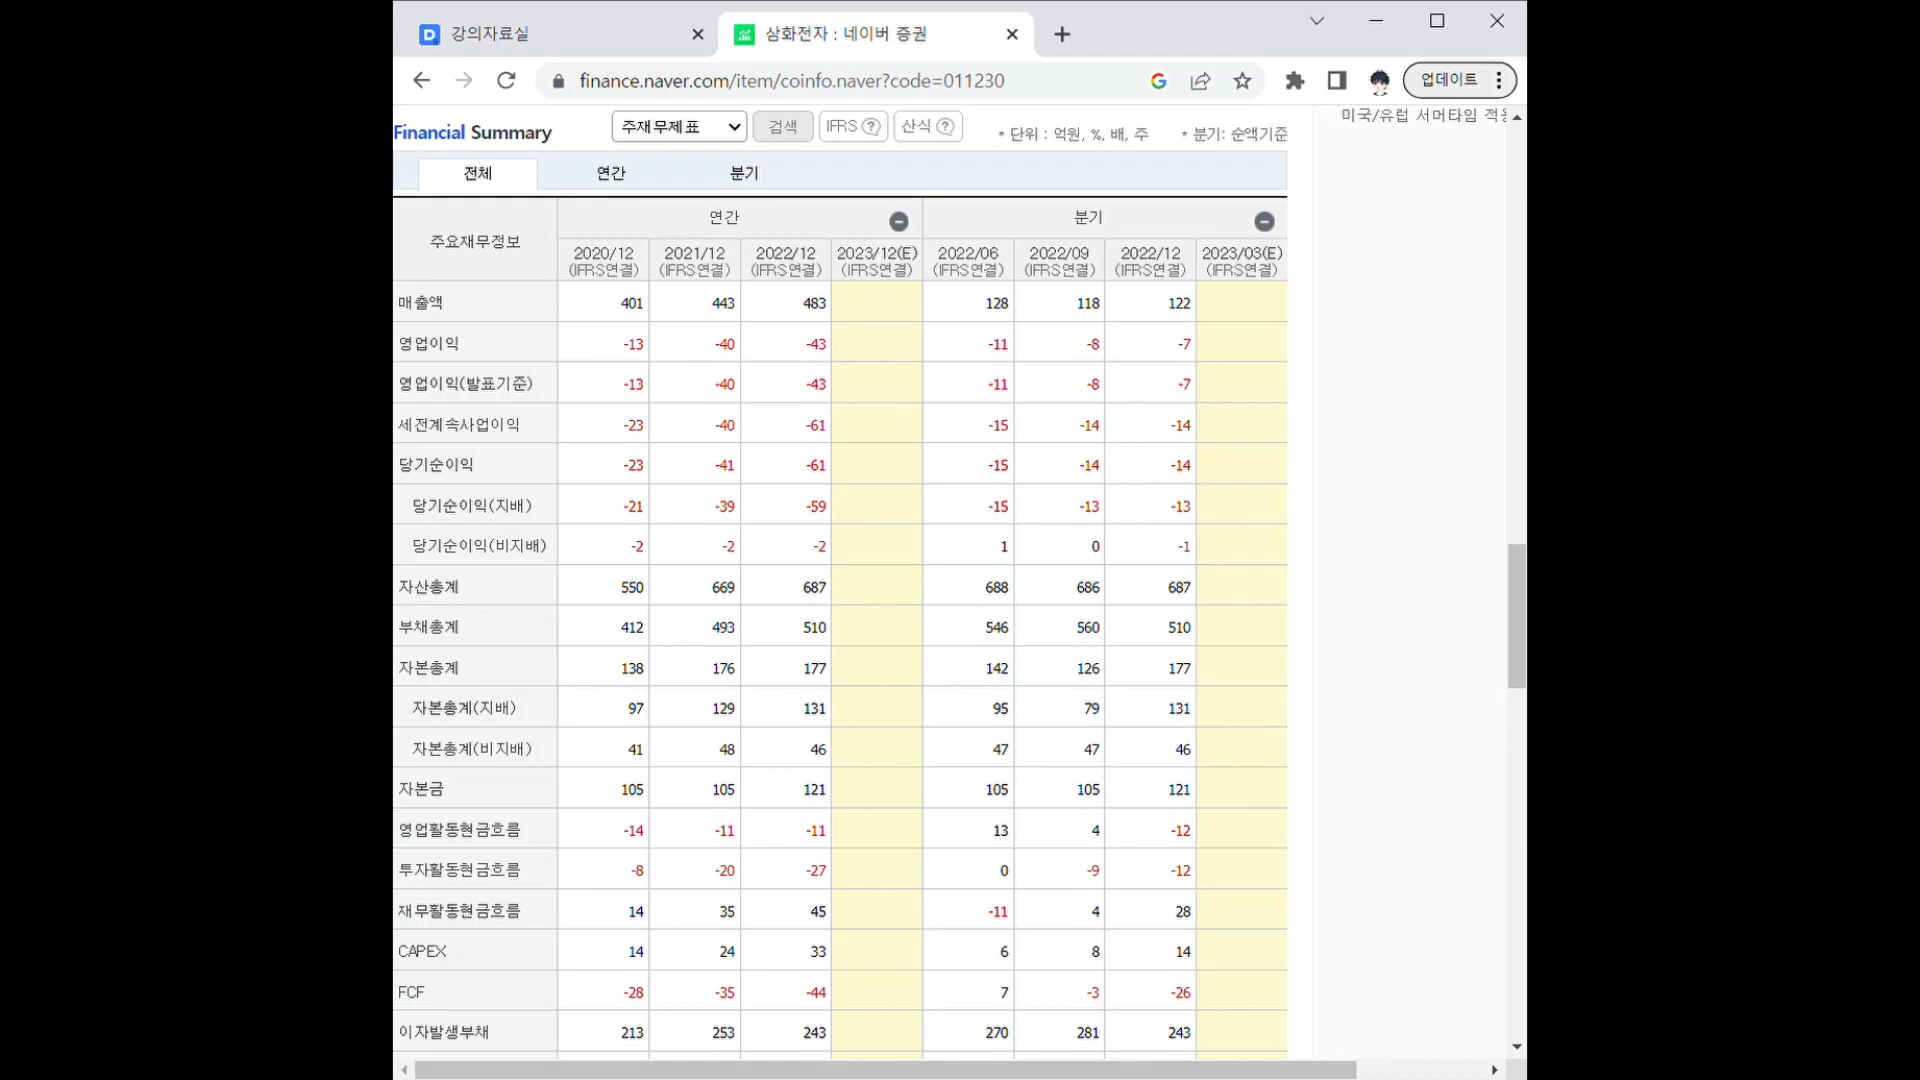 강의자료실
삼화전자 : 네이버 증권
finance.naver.com/item/coinfo.naver?code=011230
업데이트
미국/유럽 서머타임 적용
Financial Summary
주재무제표
검색
IFRS ?
산식 ?
* 단위 : 억원, %, 배, 주
* 분기: 순액기준
전체 연간 분기
주요재무정보 연간 분기
2020/12 (IFRS연결) 2021/12 (IFRS연결) 2022/12 (IFRS연결) 2023/12(E) (IFRS연결) 2022/06 (IFRS연결) 2022/09 (IFRS연결) 2022/12 (IFRS연결) 2023/03(E) (IFRS연결)
매출액 401 443 483 128 118 122
영업이익 -13 -40 -43 -11 -8 -7
영업이익(발표기준) -13 -40 -43 -11 -8 -7
세전계속사업이익 -23 -40 -61 -15 -14 -14
당기순이익 -23 -41 -61 -15 -14 -14
당기순이익(지배) -21 -39 -59 -15 -13 -13
당기순이익(비지배) -2 -2 -2 1 0 -1
자산총계 550 669 687 688 686 687
부채총계 412 493 510 546 560 510
자본총계 138 176 177 142 126 177
자본총계(지배) 97 129 131 95 79 131
자본총계(비지배) 41 48 46 47 47 46
자본금 105 105 121 105 105 121
영업활동현금흐름 -14 -11 -11 13 4 -12
투자활동현금흐름 -8 -20 -27 0 -9 -12
재무활동현금흐름 14 35 45 -11 4 28
CAPEX 14 24 33 6 8 14
FCF -28 -35 -44 7 -3 -26
이자발생부채 213 253 243 270 281 243